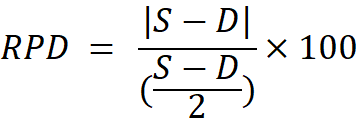 RPD = |S − D| / ((S − D) / 2) × 100